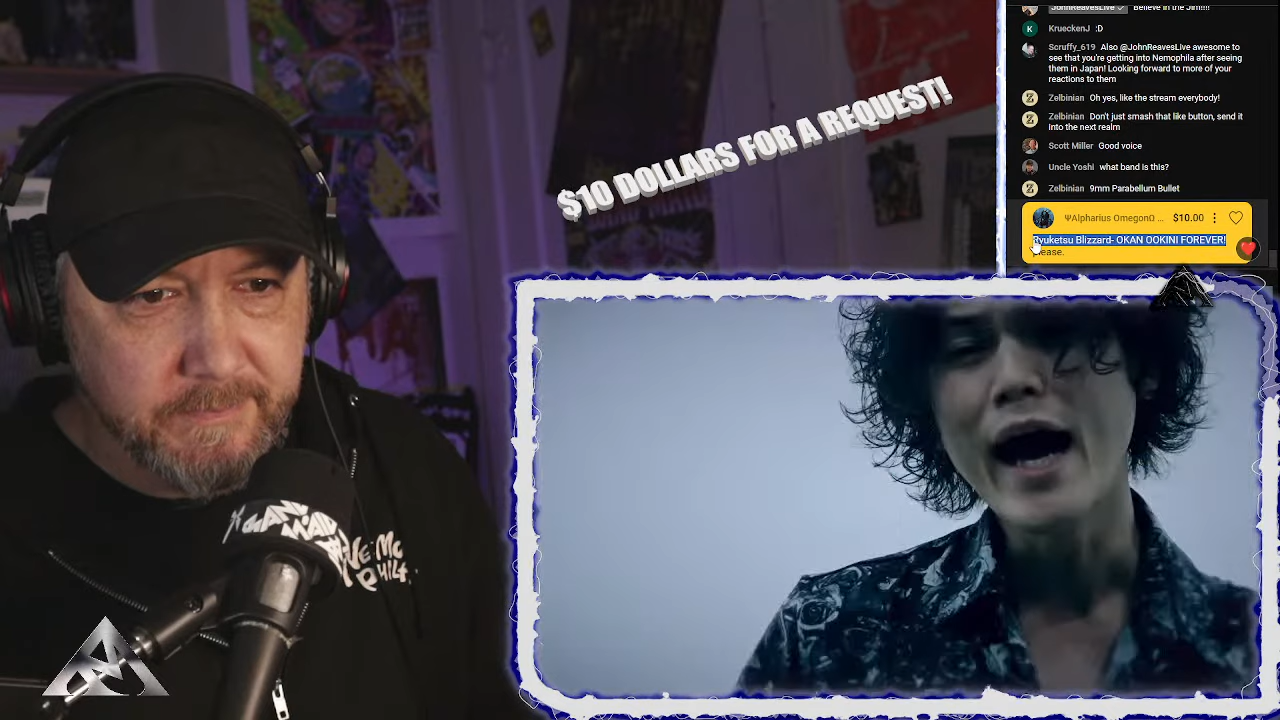 JohnReavesLive Believe in the Jim!!!!
KrueckenJ :D
Scruffy_619 Also @JohnReavesLive awesome to
see that you're getting into Nemophila after seeing
them in Japan! Looking forward to more of your
reactions to them
Zelbinian Oh yes, like the stream everybody!
Zelbinian Don't just smash that like button, send it
into the next realm
Scott Miller Good voice
Uncle Yoshi what band is this?
Zelbinian 9mm Parabellum Bullet
ΨAlpharius OmegonΩ ... $10.00
Ryuketsu Blizzard- OKAN OOKINI FOREVER!
please.
$10 DOLLARS FOR A REQUEST!